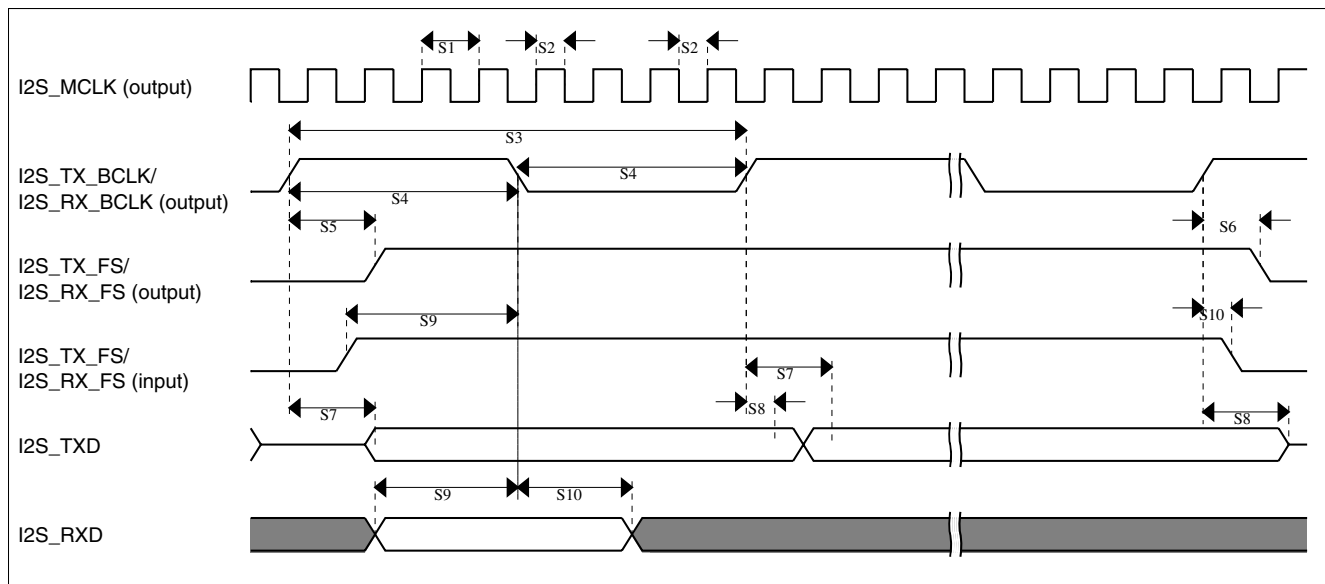 S1
S2
S2
I2S_MCLK (output)
S3
I2S_TX_BCLK/
I2S_RX_BCLK (output)
S4
S4
S5
S6
I2S_TX_FS/
I2S_RX_FS (output)
S9
S10
I2S_TX_FS/
I2S_RX_FS (input)
S7
S7
S8
S8
I2S_TXD
S9
S10
I2S_RXD